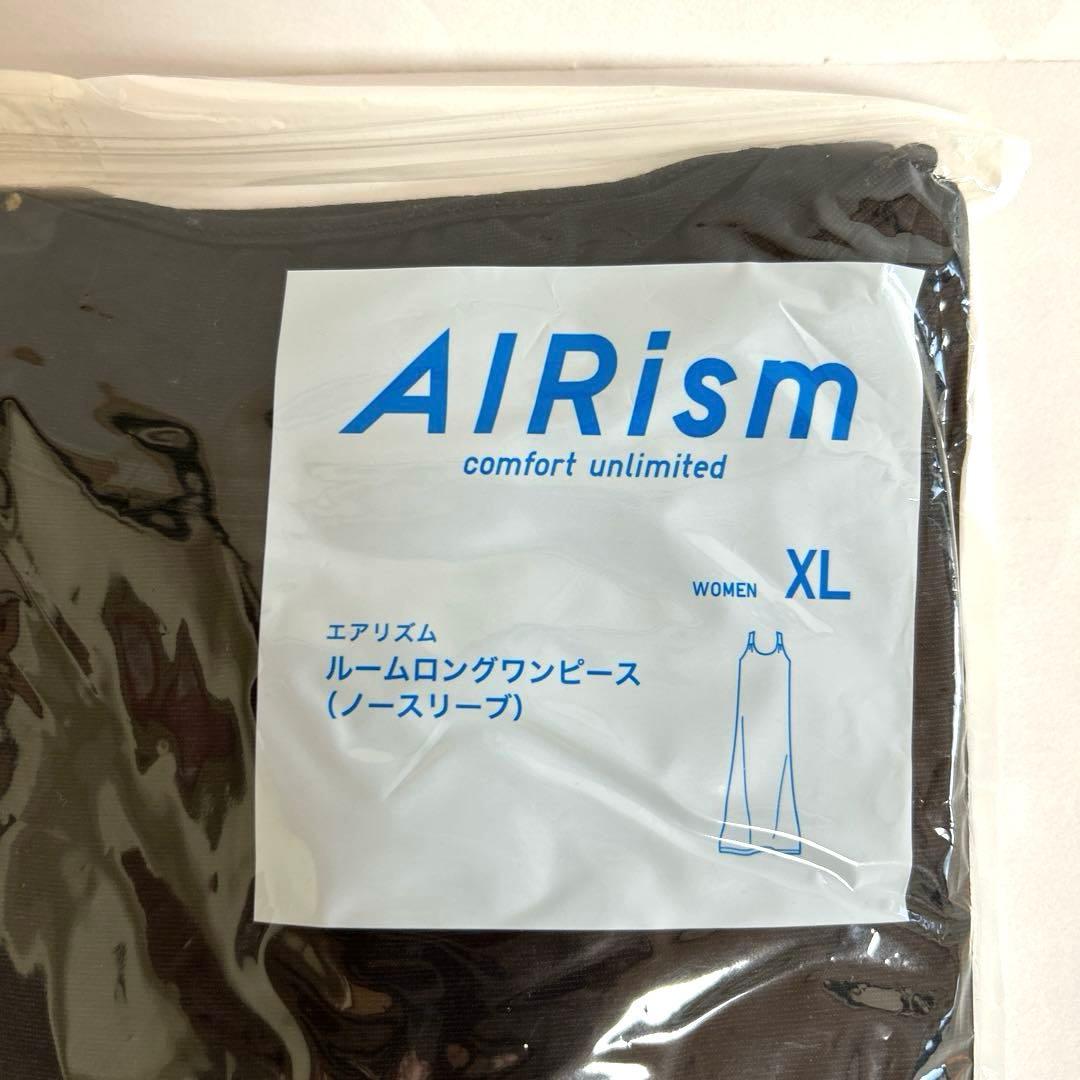 AIRism
comfort unlimited
WOMEN XL
エアリズム
ルームロングワンピース
(ノースリーブ)